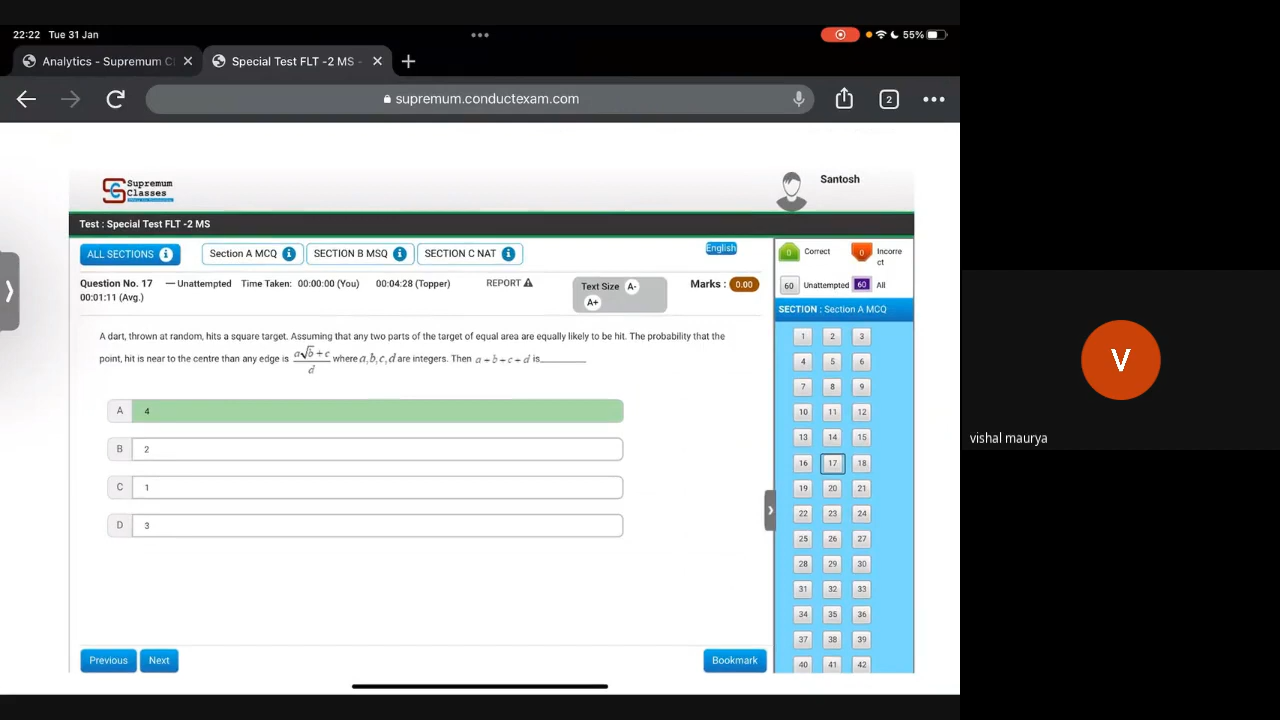 22:22 Tue 31 Jan
55%
Analytics - Supremum C
Special Test FLT -2 MS -
supremum.conductexam.com
2
Supremum
Classes
Santosh
Test : Special Test FLT -2 MS
ALL SECTIONS
Section A MCQ
SECTION B MSQ
SECTION C NAT
English
0 Correct
0 Incorre
ct
60 Unattempted
60 All
Question No. 17 — Unattempted Time Taken: 00:00:00 (You) 00:04:28 (Topper) REPORT
00:01:11 (Avg.)
Text Size A-
A+
Marks : 0.00
SECTION : Section A MCQ
A dart, thrown at random, hits a square target. Assuming that any two parts of the target of equal area are equally likely to be hit. The probability that the
point, hit is near to the centre than any edge is (a√b + c)/d where a, b, c, d are integers. Then a + b + c + d is________
A 4
B 2
C 1
D 3
1 2 3
4 5 6
7 8 9
10 11 12
13 14 15
16 17 18
19 20 21
22 23 24
25 26 27
28 29 30
31 32 33
34 35 36
37 38 39
40 41 42
Previous
Next
Bookmark
V
vishal maurya